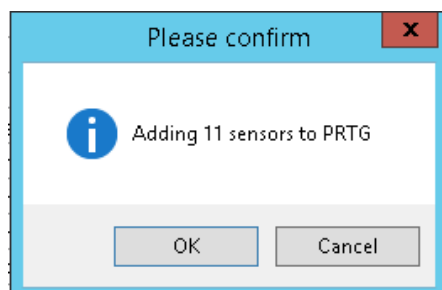 Please confirm
x
Adding 11 sensors to PRTG
OK
Cancel